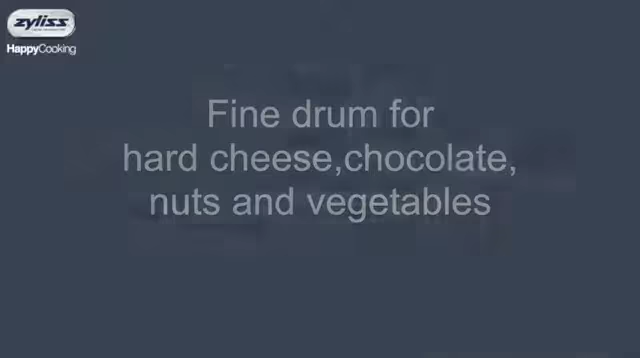 zyliss
HappyCooking
Fine drum for
hard cheese,chocolate,
nuts and vegetables